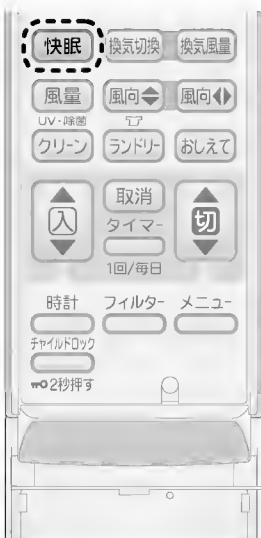 快眠 換気切換 換気風量
風量 風向 風向
UV・除菌
クリーン ランドリー おしえて
入 取消 切
タイマー
1回/毎日
時計 フィルター メニュー
チャイルドロック
2秒押す